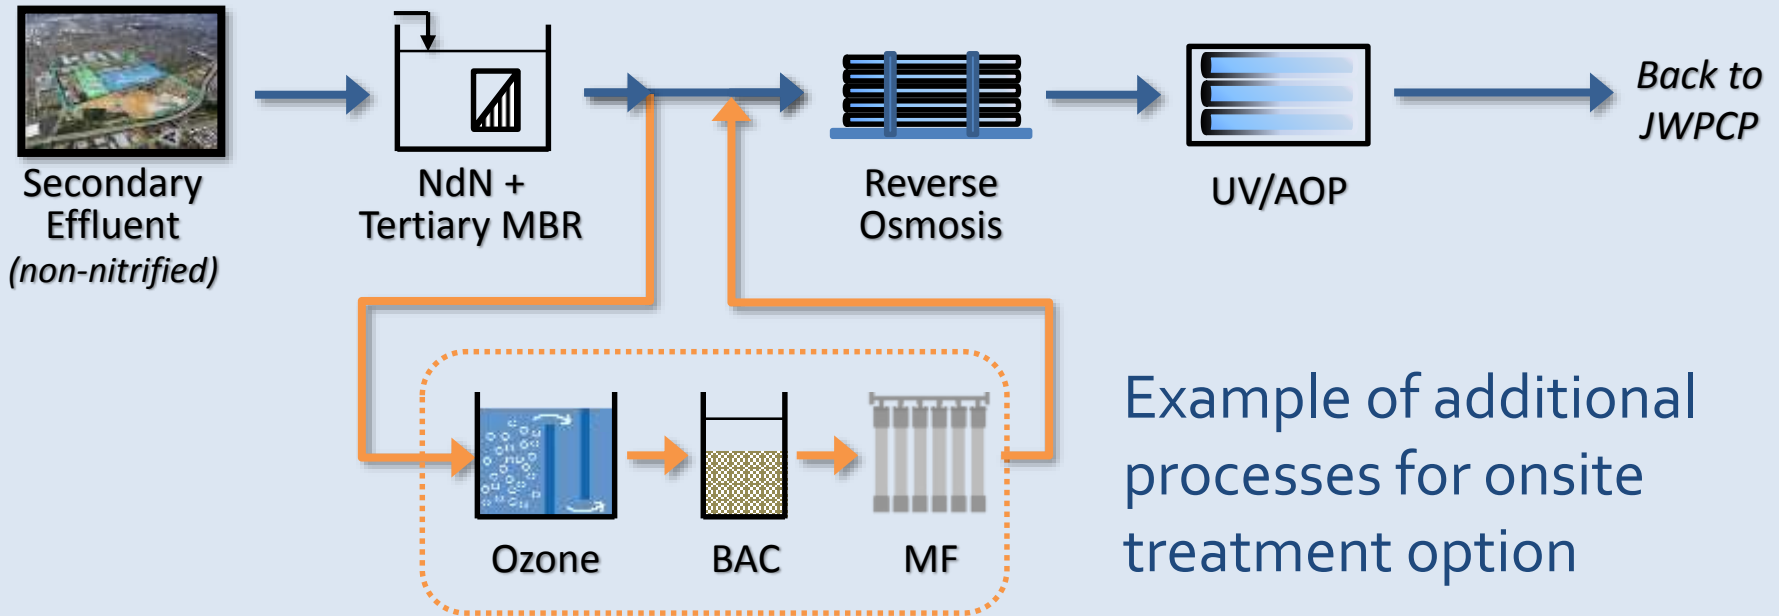 Secondary
Effluent
(non-nitrified)
NdN +
Tertiary MBR
Reverse
Osmosis
UV/AOP
Back to
JWPCP
Ozone
BAC
MF
Example of additional
processes for onsite
treatment option